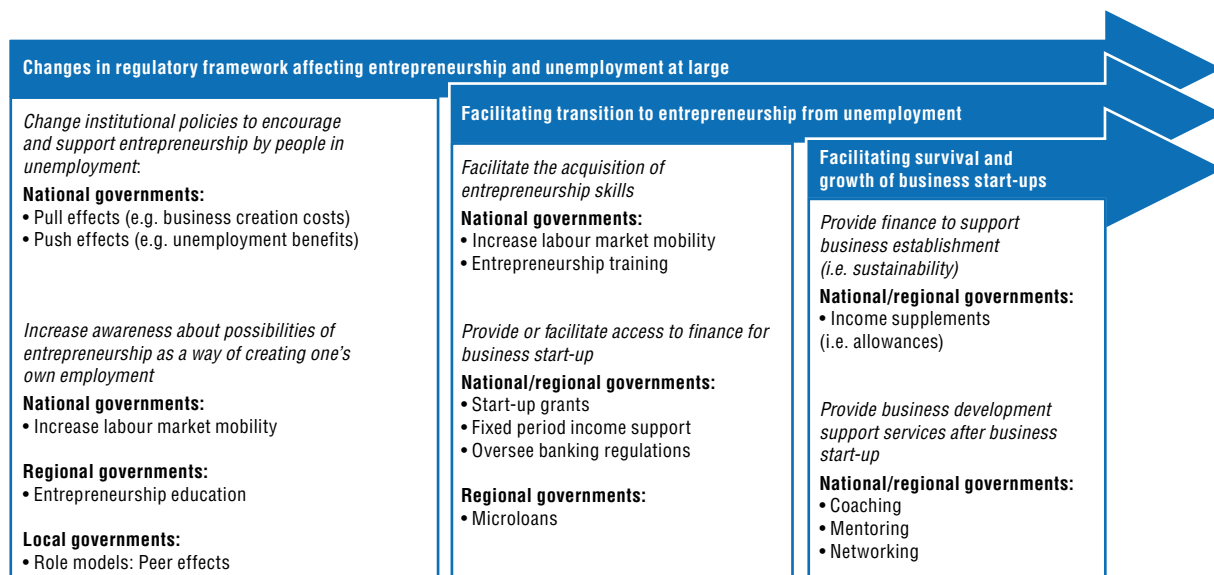 Changes in regulatory framework affecting entrepreneurship and unemployment at large
Change institutional policies to encourage
and support entrepreneurship by people in
unemployment:
National governments:
• Pull effects (e.g. business creation costs)
• Push effects (e.g. unemployment benefits)
Increase awareness about possibilities of
entrepreneurship as a way of creating one's
own employment
National governments:
• Increase labour market mobility
Regional governments:
• Entrepreneurship education
Local governments:
• Role models: Peer effects
Facilitating transition to entrepreneurship from unemployment
Facilitate the acquisition of
entrepreneurship skills
National governments:
• Increase labour market mobility
• Entrepreneurship training
Provide or facilitate access to finance for
business start-up
National/regional governments:
• Start-up grants
• Fixed period income support
• Oversee banking regulations
Regional governments:
• Microloans
Facilitating survival and
growth of business start-ups
Provide finance to support
business establishment
(i.e. sustainability)
National/regional governments:
• Income supplements
(i.e. allowances)
Provide business development
support services after business
start-up
National/regional governments:
• Coaching
• Mentoring
• Networking